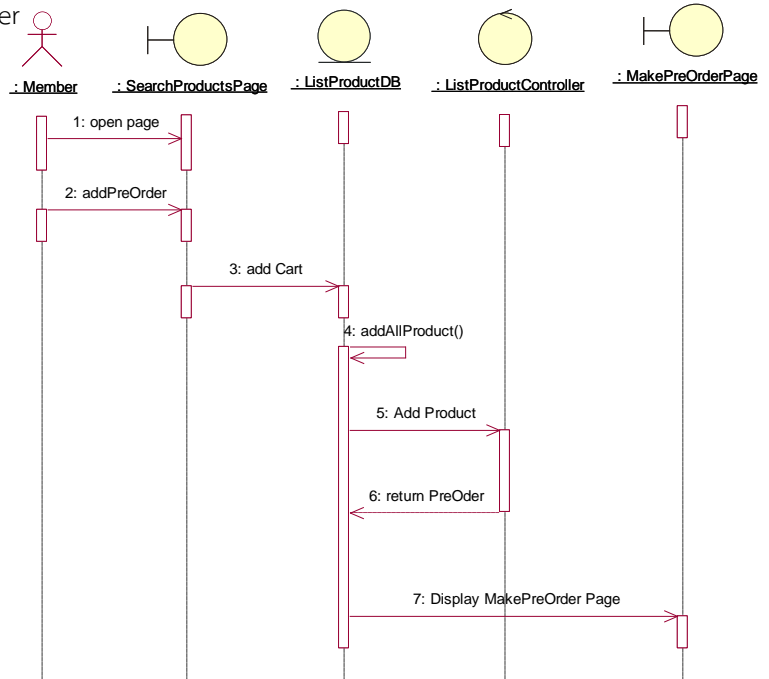 er
: Member
: SearchProductsPage
: ListProductDB
: ListProductController
: MakePreOrderPage
1: open page
2: addPreOrder
3: add Cart
4: addAllProduct()
5: Add Product
6: return PreOder
7: Display MakePreOrder Page